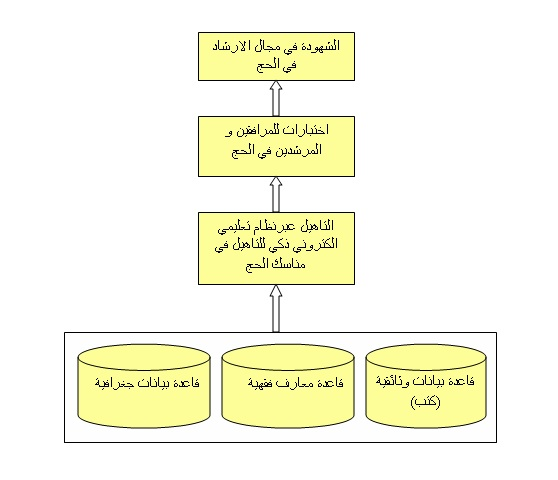 الشهودة في مجال الارشاد
في الحج
اختبارات للمرافقين و
المرشدين في الحج
التاهيل عبرنظام تعليمي
الكتروني ذكي للتاهيل في
مناسك الحج
قاعدة بيانات وثائقية
(كتب)
قاعدة معارف فقهية
قاعدة بيانات جغرافية